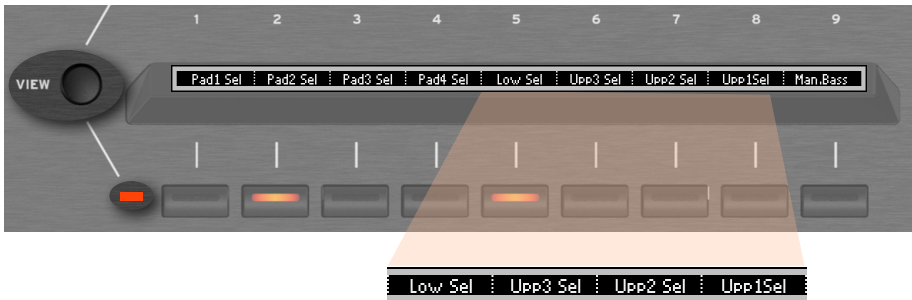 1 2 3 4 5 6 7 8 9
VIEW
Pad1 Sel Pad2 Sel Pad3 Sel Pad4 Sel Low Sel Upp3 Sel Upp2 Sel Upp1Sel Man.Bass
Low Sel Upp3 Sel Upp2 Sel Upp1Sel